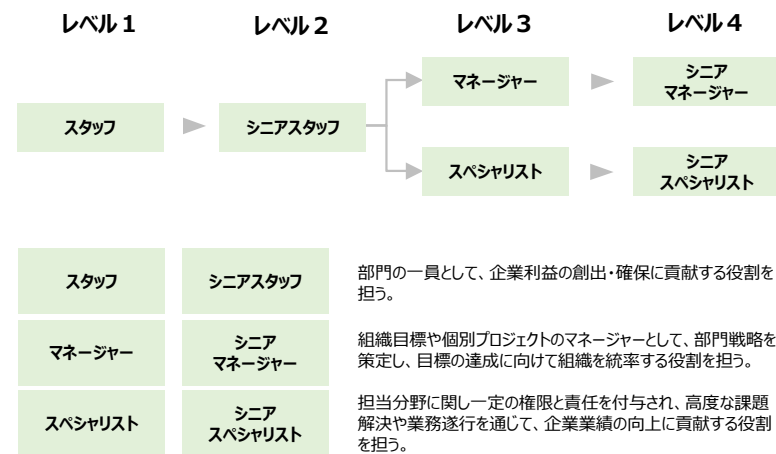 レベル1
レベル2
レベル3
レベル4
マネージャー
シニア
マネージャー
スタッフ
シニアスタッフ
スペシャリスト
シニア
スペシャリスト
スタッフ
シニアスタッフ
部門の一員として、企業利益の創出・確保に貢献する役割を
担う。
マネージャー
シニア
マネージャー
組織目標や個別プロジェクトのマネージャーとして、部門戦略を
策定し、目標の達成に向けて組織を統率する役割を担う。
スペシャリスト
シニア
スペシャリスト
担当分野に関し一定の権限と責任を付与され、高度な課題
解決や業務遂行を通じて、企業業績の向上に貢献する役割
を担う。